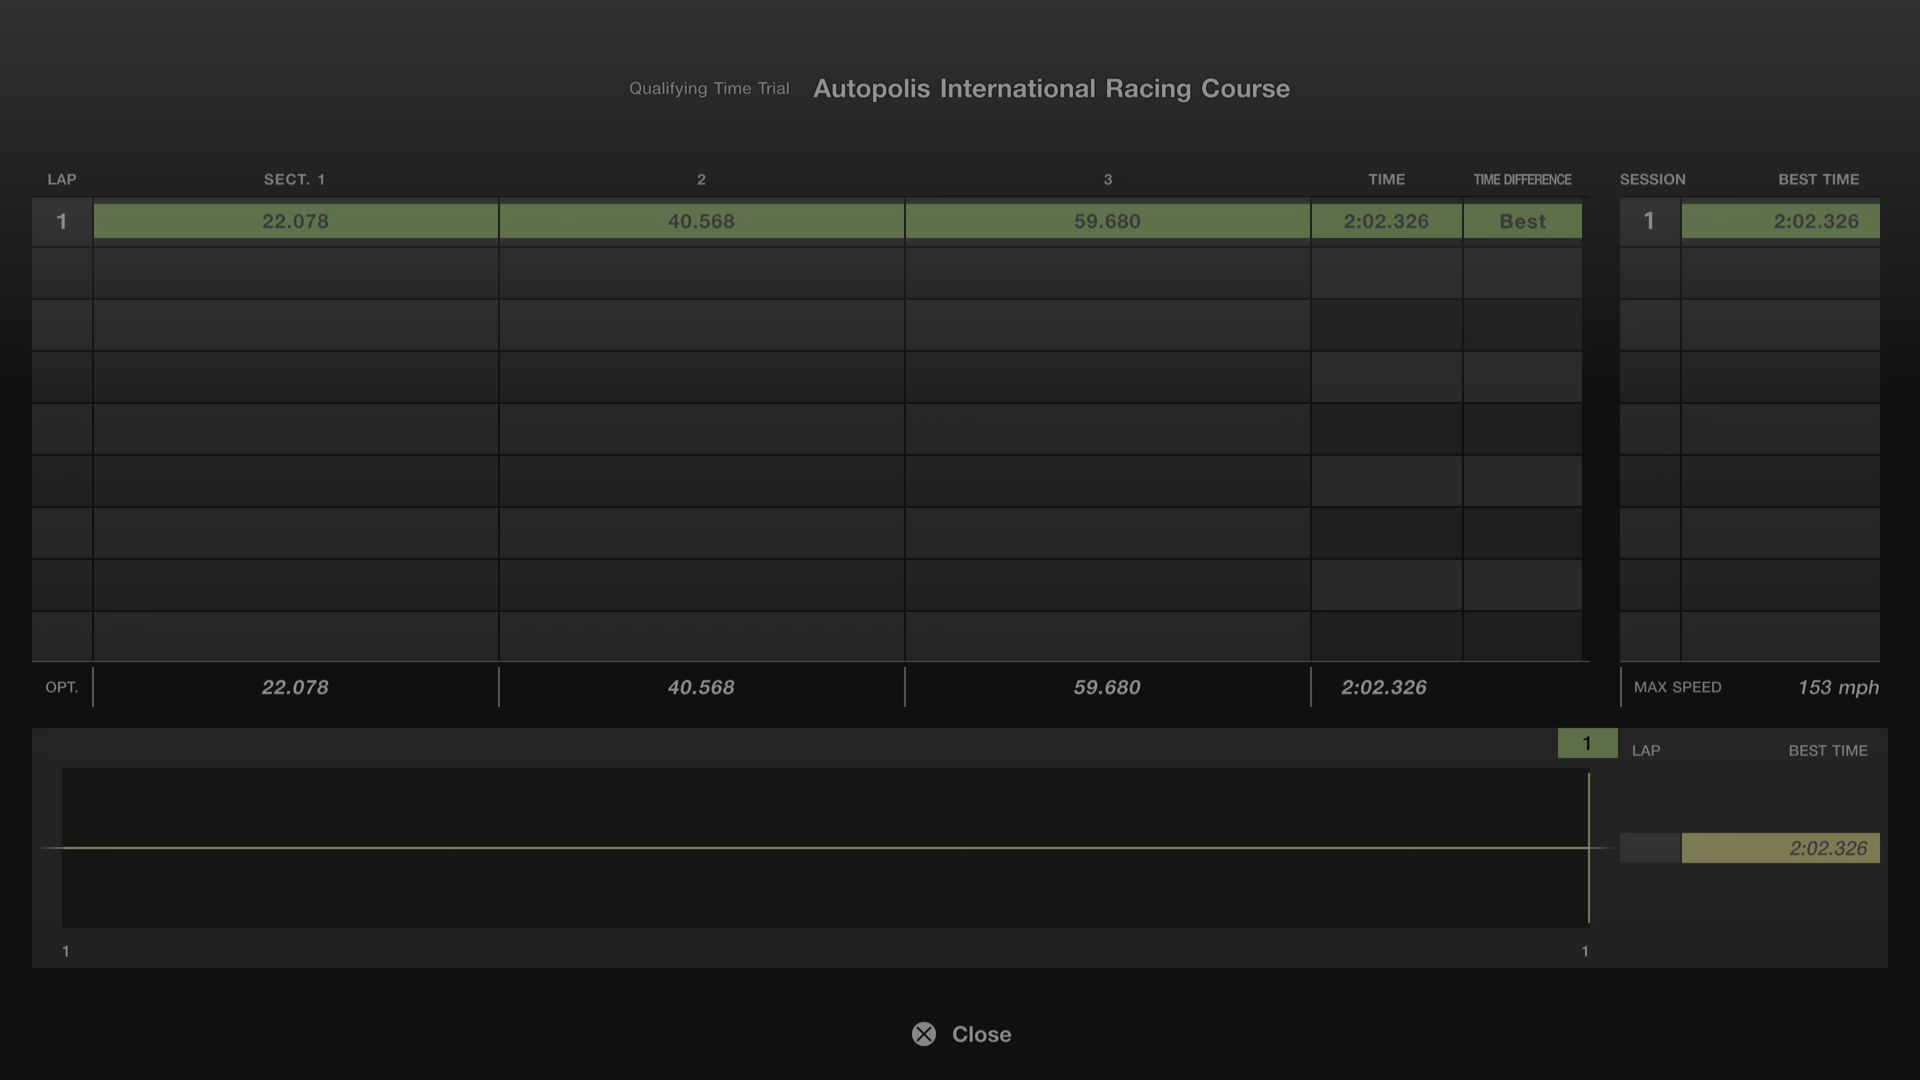 Qualifying Time Trial Autopolis International Racing Course
LAP SECT. 1 2 3 TIME TIME DIFFERENCE SESSION BEST TIME
1 22.078 40.568 59.680 2:02.326 Best 1 2:02.326
OPT. 22.078 40.568 59.680 2:02.326 MAX SPEED 153 mph
1 LAP BEST TIME
2:02.326
1 1
Close